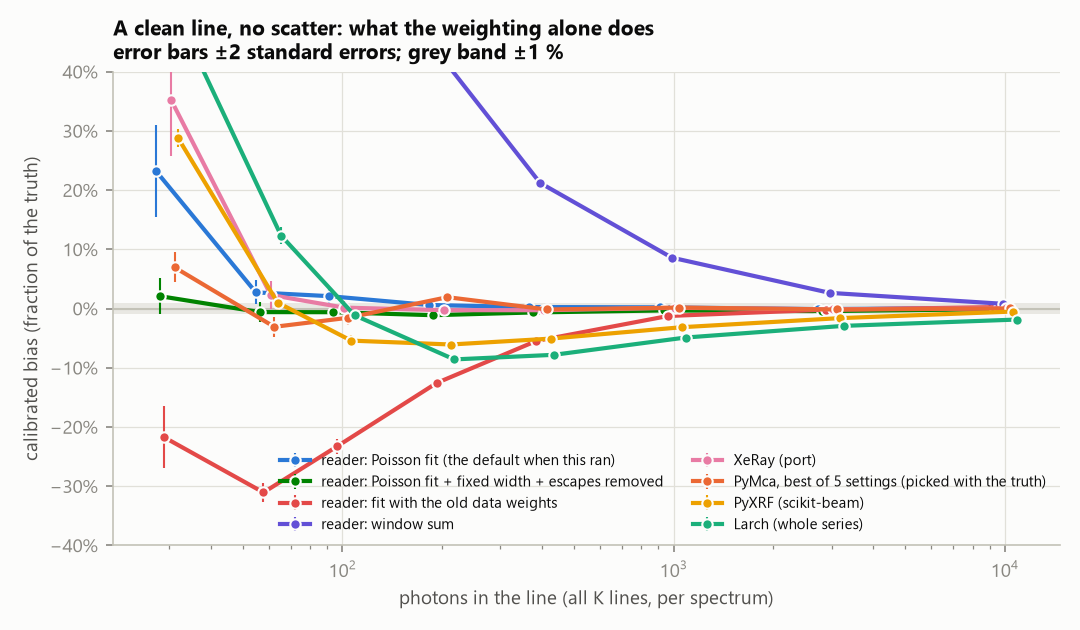 A clean line, no scatter: what the weighting alone does
error bars ±2 standard errors; grey band ±1 %
40%
30%
20%
10%
0%
−10%
−20%
−30%
−40%
calibrated bias (fraction of the truth)
reader: Poisson fit (the default when this ran)
reader: Poisson fit + fixed width + escapes removed
reader: fit with the old data weights
reader: window sum
XeRay (port)
PyMca, best of 5 settings (picked with the truth)
PyXRF (scikit-beam)
Larch (whole series)
10²
10³
10⁴
photons in the line (all K lines, per spectrum)